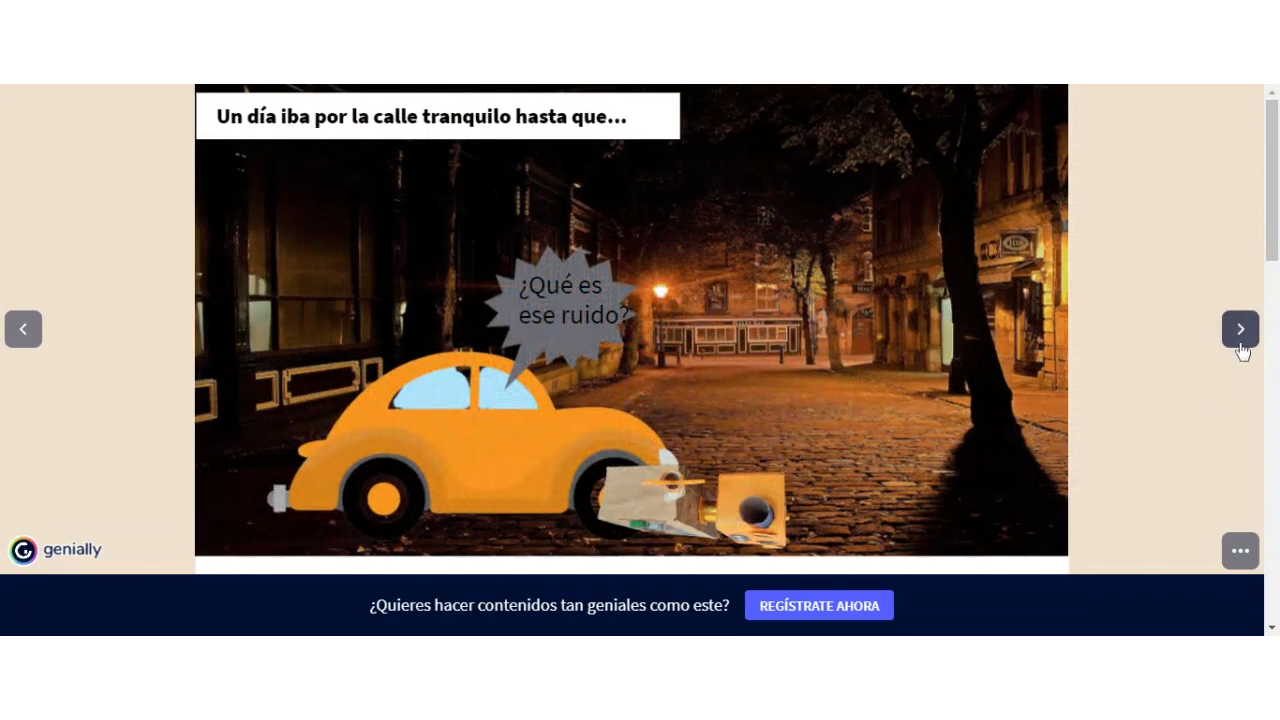 Un día iba por la calle tranquilo hasta que...
¿Qué es
ese ruido?
genially
¿Quieres hacer contenidos tan geniales como este?
REGÍSTRATE AHORA